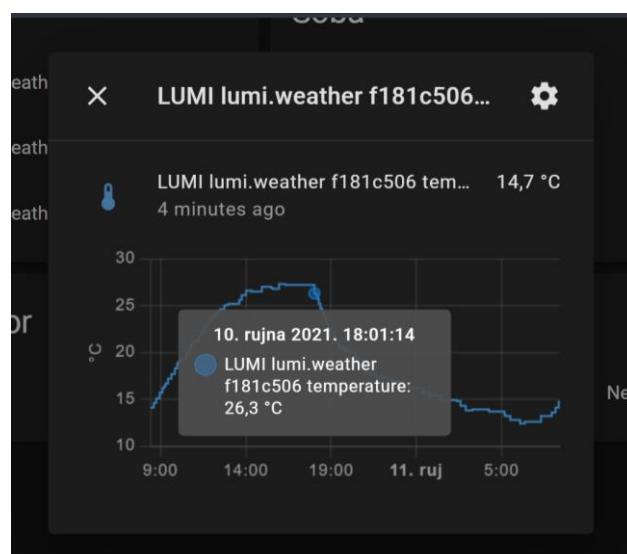 eath
LUMI lumi.weather f181c506...
eath
LUMI lumi.weather f181c506 tem... 14,7 °C
4 minutes ago
eath
or
°C
30
25
20
15
10
10. rujna 2021. 18:01:14
LUMI lumi.weather
f181c506 temperature:
26,3 °C
Ne
9:00 14:00 19:00 11. ruj 5:00